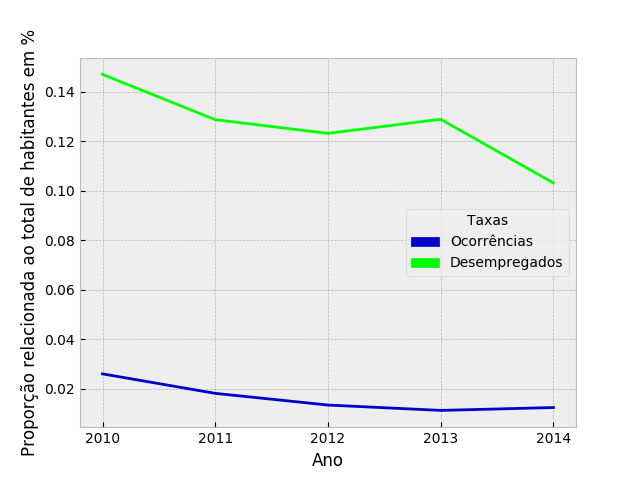 Proporção relacionada ao total de habitantes em %
0.14
0.12
0.10
0.08
0.06
0.04
0.02
Taxas
Ocorrências
Desempregados
2010 2011 2012 2013 2014
Ano